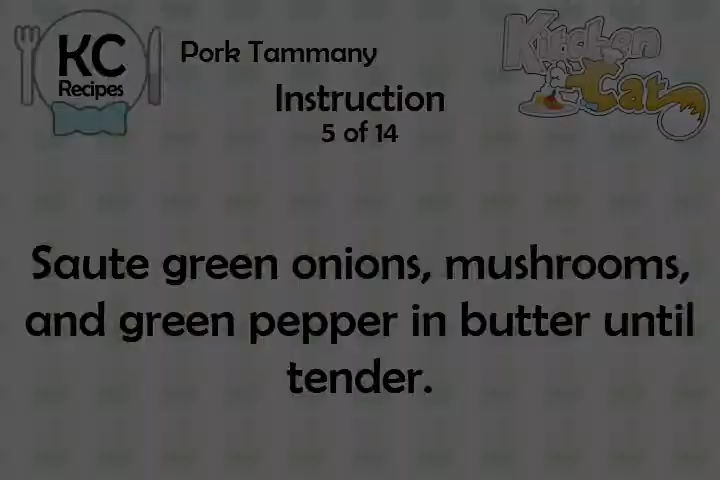 KC
Recipes
Pork Tammany
Instruction
5 of 14
Kitchen
Cat
Saute green onions, mushrooms,
and green pepper in butter until
tender.